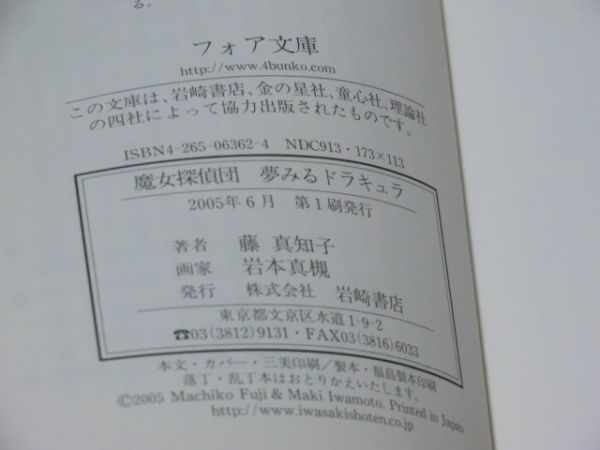 る。
フォア文庫
http://www.4bunko.com
この文庫は、岩崎書店、金の星社、童心社、理論社
の四社によって協力出版されたものです。
ISBN4-265-06362-4 NDC913・173×113
魔女探偵団 夢みるドラキュラ
2005年6月 第1刷発行
著者 藤 真知子
画家 岩本真槻
発行 株式会社 岩崎書店
東京都文京区水道1-9-2
☎03(3812)9131・FAX03(3816)6033
本文・カバー・三美印刷／製本・福島製本印刷
落丁・乱丁本はおとりかえいたします。
©2005 Machiko Fuji & Maki Iwamoto. Printed in Japan
http://www.iwasakishoten.co.jp